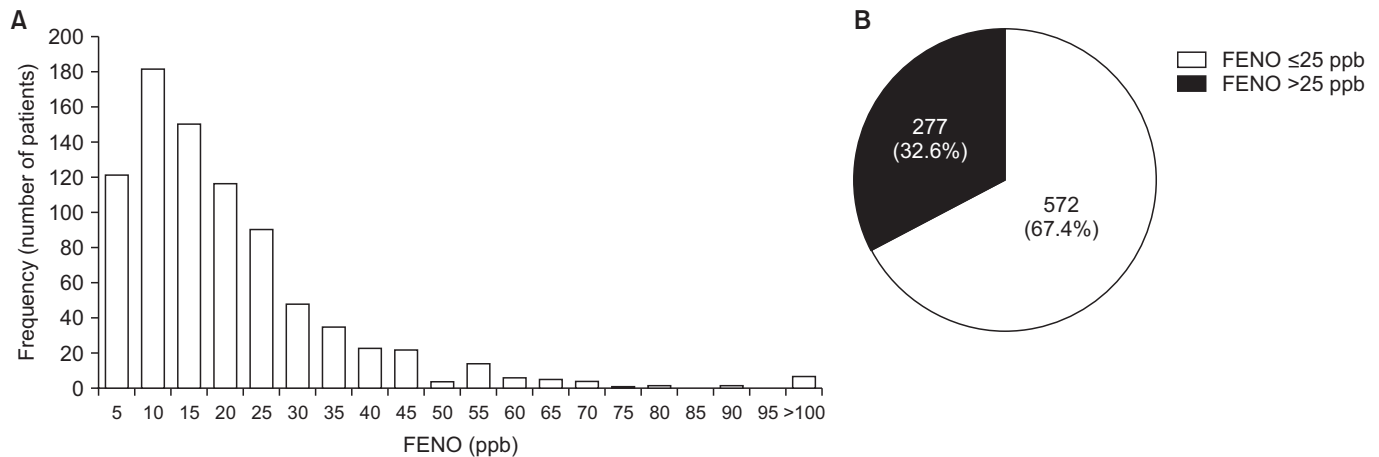 A
Frequency (number of patients)
200
180
160
140
120
100
80
60
40
20
0
5 10 15 20 25 30 35 40 45 50 55 60 65 70 75 80 85 90 95 >100
FENO (ppb)
B
277
(32.6%)
572
(67.4%)
FENO ≤25 ppb
FENO >25 ppb